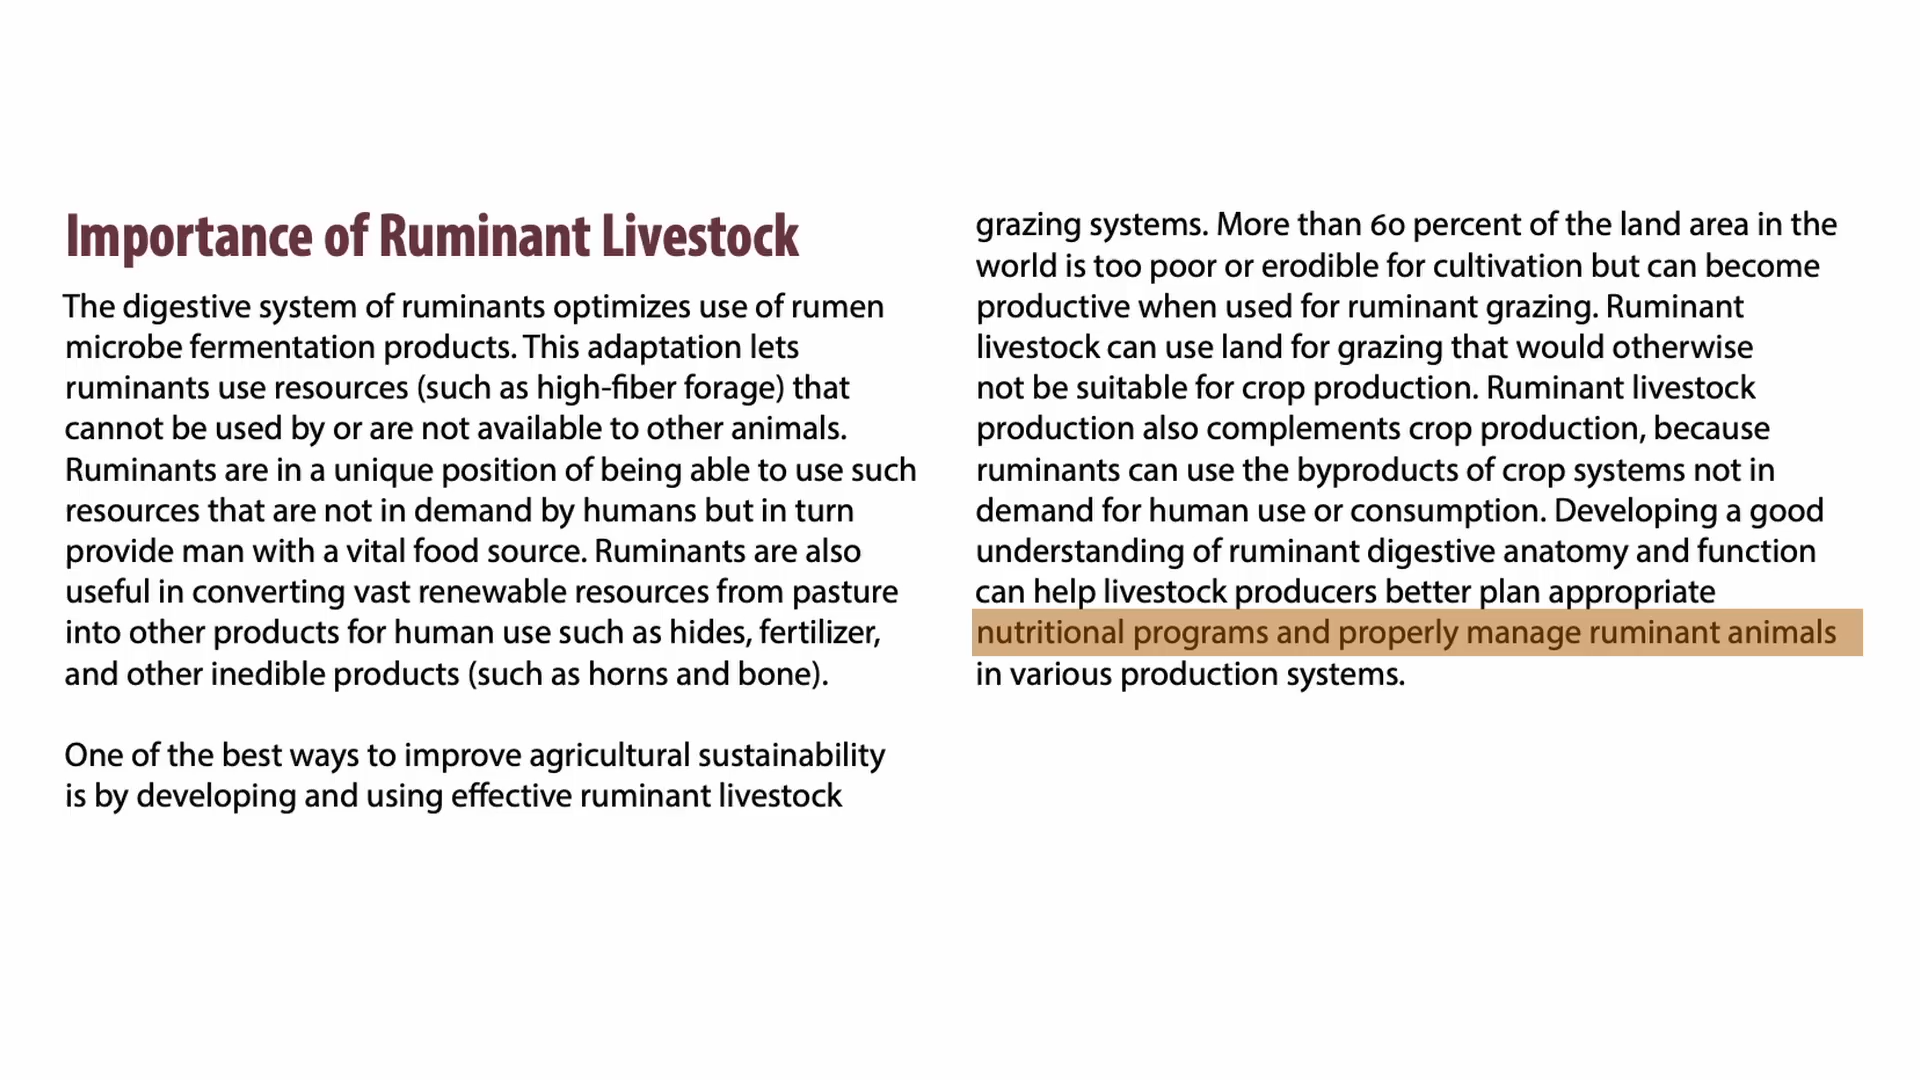 Importance of Ruminant Livestock
The digestive system of ruminants optimizes use of rumen
microbe fermentation products. This adaptation lets
ruminants use resources (such as high-fiber forage) that
cannot be used by or are not available to other animals.
Ruminants are in a unique position of being able to use such
resources that are not in demand by humans but in turn
provide man with a vital food source. Ruminants are also
useful in converting vast renewable resources from pasture
into other products for human use such as hides, fertilizer,
and other inedible products (such as horns and bone).
One of the best ways to improve agricultural sustainability
is by developing and using effective ruminant livestock
grazing systems. More than 60 percent of the land area in the
world is too poor or erodible for cultivation but can become
productive when used for ruminant grazing. Ruminant
livestock can use land for grazing that would otherwise
not be suitable for crop production. Ruminant livestock
production also complements crop production, because
ruminants can use the byproducts of crop systems not in
demand for human use or consumption. Developing a good
understanding of ruminant digestive anatomy and function
can help livestock producers better plan appropriate
nutritional programs and properly manage ruminant animals
in various production systems.